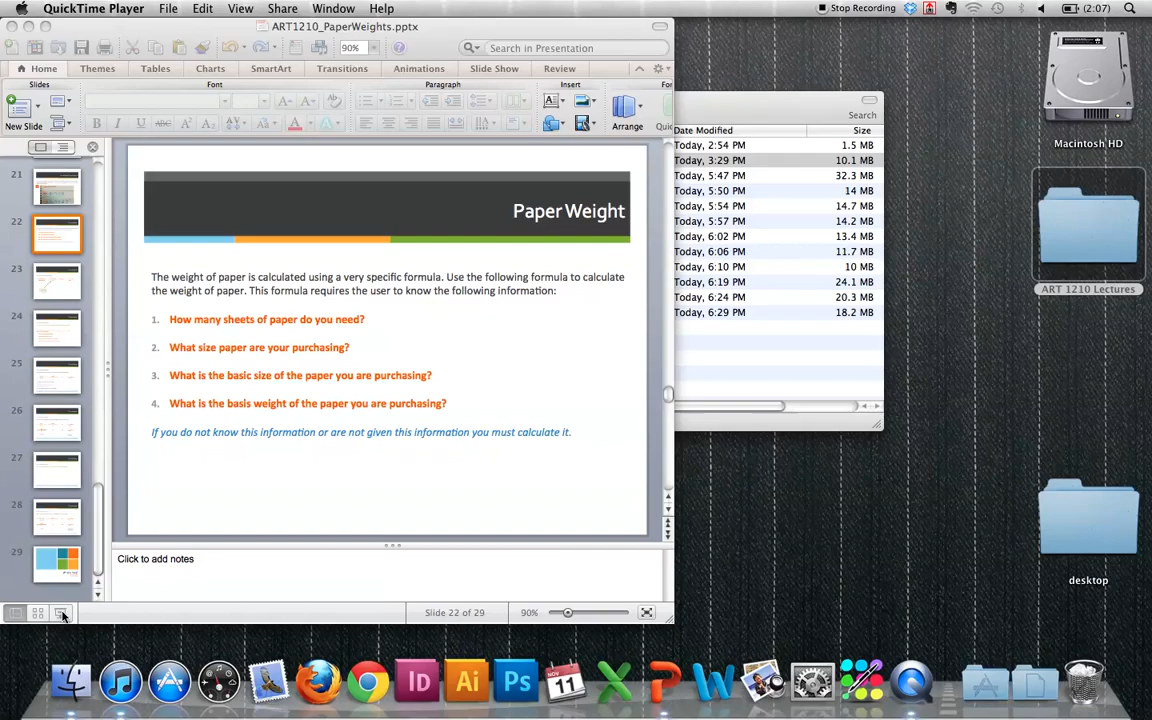 QuickTime Player File Edit View Share Window Help Stop Recording (2:07)
ART1210_PaperWeights.pptx
90% Search in Presentation
Home Themes Tables Charts SmartArt Transitions Animations Slide Show Review
Slides Font Paragraph Insert For
New Slide Arrange Quic
B I U ABC A² A₂
21
22
23
24
25
26
27
28
29
Paper Weight
The weight of paper is calculated using a very specific formula. Use the following formula to calculate
the weight of paper. This formula requires the user to know the following information:
1. How many sheets of paper do you need?
2. What size paper are your purchasing?
3. What is the basic size of the paper you are purchasing?
4. What is the basis weight of the paper you are purchasing?
If you do not know this information or are not given this information you must calculate it.
Click to add notes
Slide 22 of 29 90%
Search
Date Modified Size
Today, 2:54 PM 1.5 MB
Today, 3:29 PM 10.1 MB
Today, 5:47 PM 32.3 MB
Today, 5:50 PM 14 MB
Today, 5:54 PM 14.7 MB
Today, 5:57 PM 14.2 MB
Today, 6:02 PM 13.4 MB
Today, 6:06 PM 11.7 MB
Today, 6:10 PM 10 MB
Today, 6:19 PM 24.1 MB
Today, 6:24 PM 20.3 MB
Today, 6:29 PM 18.2 MB
Macintosh HD
ART 1210 Lectures
desktop
Id Ai Ps NOV 11 X P W